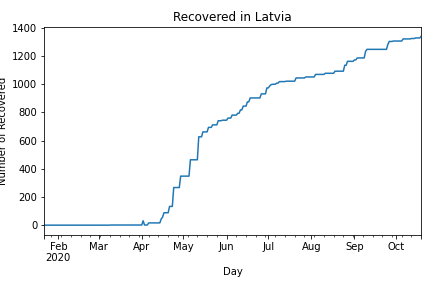 Recovered in Latvia
Number of Recovered
1400
1200
1000
800
600
400
200
0
Feb Mar Apr May Jun Jul Aug Sep Oct
2020
Day